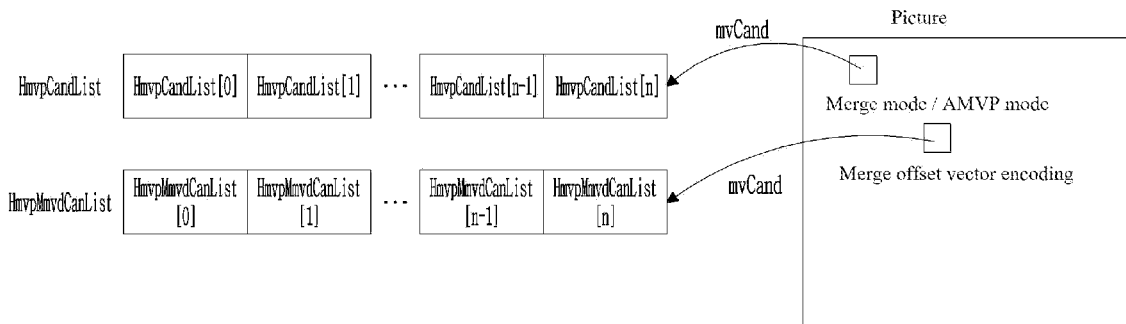 Picture
mvCand
HmvpCandList HmvpCandList[0] HmvpCandList[1] ··· HmvpCandList[n-1] HmvpCandList[n]
Merge mode / AMVP mode
HmvpMmvdCanList HmvpMmvdCanList [0] HmvpMmvdCanList [1] ··· HmvpMmvdCanList [n-1] HmvpMmvdCanList [n]
mvCand
Merge offset vector encoding